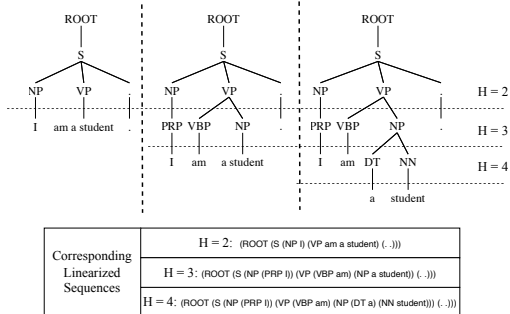 ROOT ROOT ROOT
S S S
NP VP . NP VP . NP VP . H = 2
I am a student . PRP VBP NP . PRP VBP NP . H = 3
I am a student I am DT NN H = 4
a student
Corresponding
Linearized
Sequences
H = 2: (ROOT (S (NP I) (VP am a student) (. .)))
H = 3: (ROOT (S (NP (PRP I)) (VP (VBP am) (NP a student)) (. .)))
H = 4: (ROOT (S (NP (PRP I)) (VP (VBP am) (NP (DT a) (NN student))) (. .)))